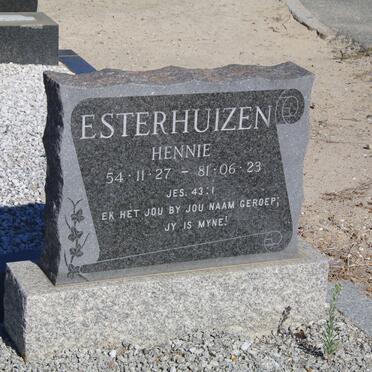 ESTERHUIZEN
HENNIE
54·11·27 - 81·06·23
JES. 43:1
EK HET JOU BY JOU NAAM GEROEP;
JY IS MYNE!